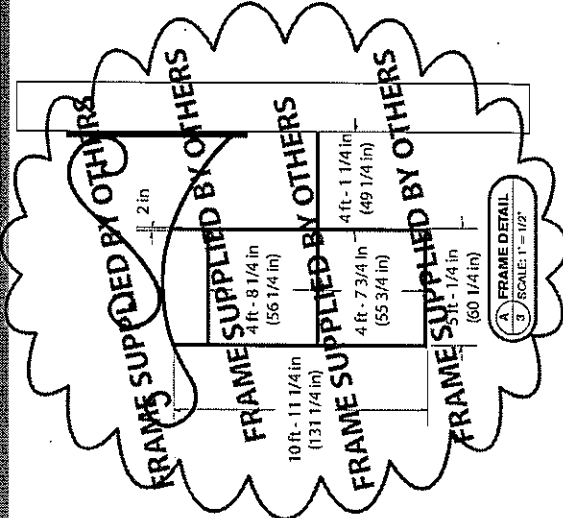 FRAME SUPPLIED BY OTHERS
FRAME SUPPLIED BY OTHERS
FRAME SUPPLIED BY OTHERS
FRAME SUPPLIED BY OTHERS
2 in
4 ft - 8 1/4 in
(56 1/4 in)
4 ft - 1 1/4 in
(49 1/4 in)
4 ft - 7 3/4 in
(55 3/4 in)
10 ft - 11 1/4 in
(131 1/4 in)
5 ft - 1/4 in
(60 1/4 in)
A
3
FRAME DETAIL
SCALE: 1" = 1/2"